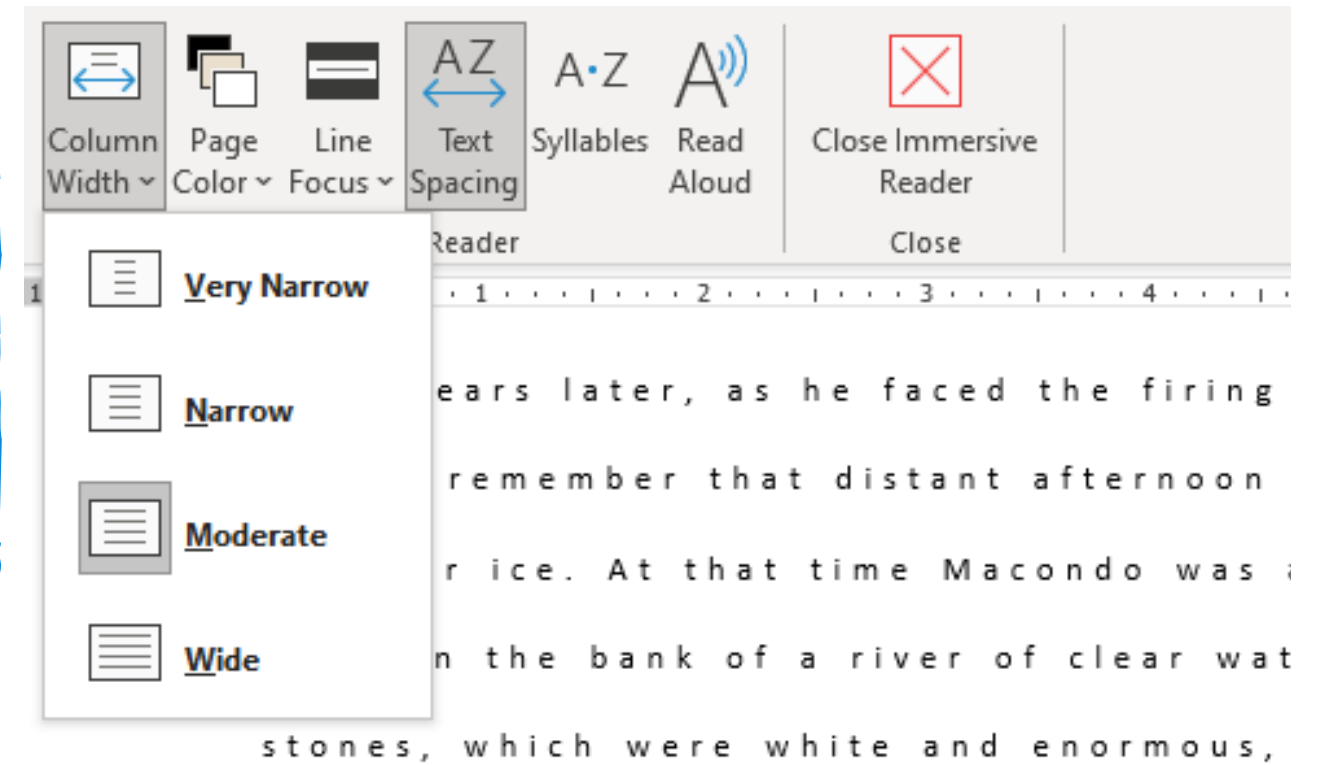 Column Width
Page Color
Line Focus
AZ
Text Spacing
A·Z
Syllables
A
Read Aloud
Close Immersive Reader
Reader
Close
1 1 2 3 4
Very Narrow
Narrow
Moderate
Wide
ears later, as he faced the firing
remember that distant afternoon
r ice. At that time Macondo was
n the bank of a river of clear wat
stones, which were white and enormous,